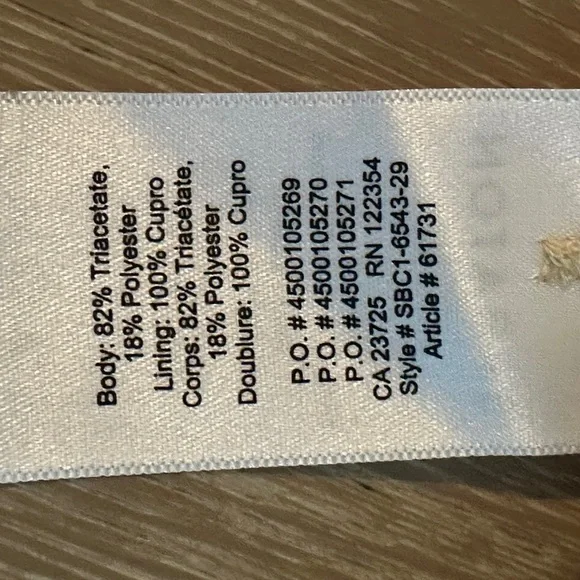 Body: 82% Triacetate,
18% Polyester
Lining: 100% Cupro
Corps: 82% Triacétate,
18% Polyester
Doublure: 100% Cupro
P.O. # 4500105269
P.O. # 4500105270
P.O. # 4500105271
CA 23725 RN 122354
Style # SBC1-6543-29
Article # 61731